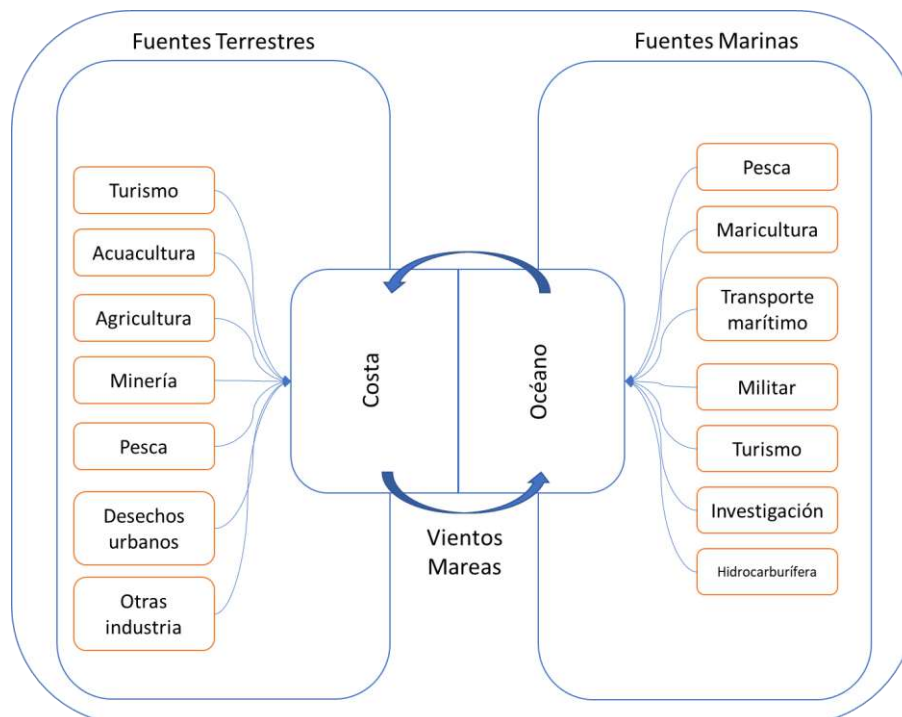 Fuentes Terrestres
Turismo
Acuacultura
Agricultura
Minería
Pesca
Desechos
urbanos
Otras
industria
Costa
Océano
Vientos
Mareas
Fuentes Marinas
Pesca
Maricultura
Transporte
marítimo
Militar
Turismo
Investigación
Hidrocarburífera